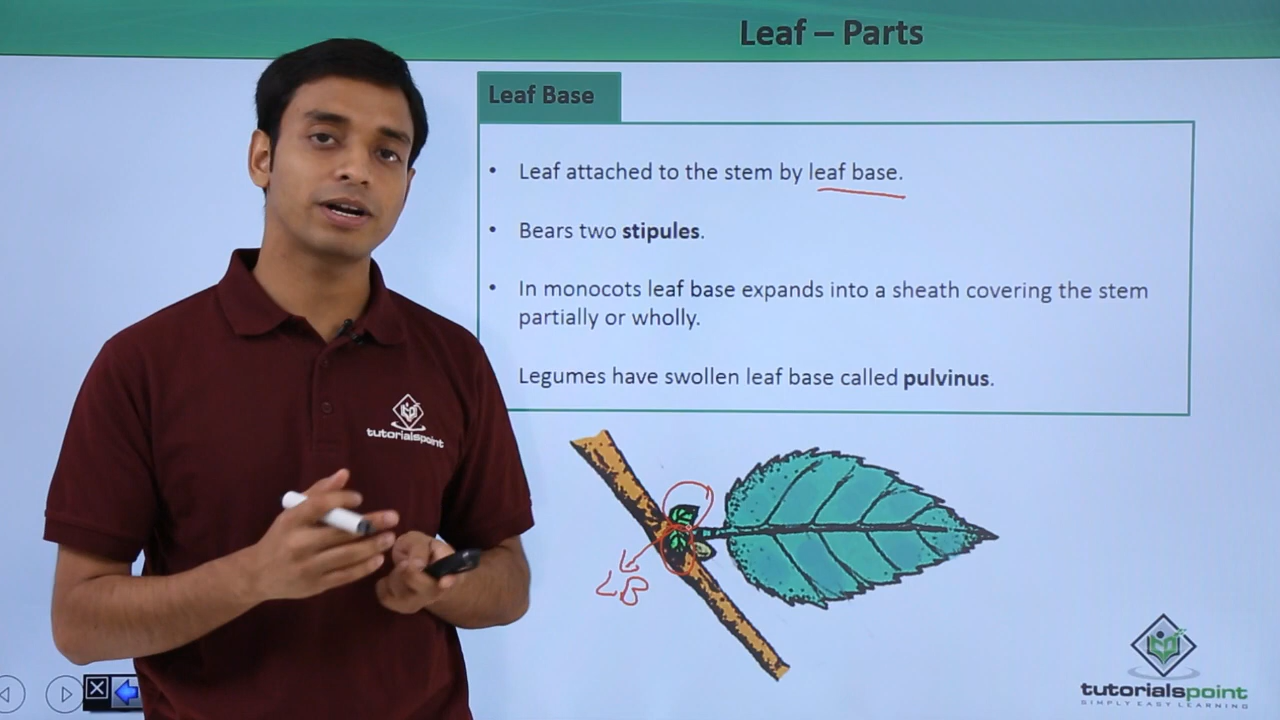 Leaf – Parts
Leaf Base
• Leaf attached to the stem by leaf base.
• Bears two stipules.
• In monocots leaf base expands into a sheath covering the stem
partially or wholly.
Legumes have swollen leaf base called pulvinus.
LB
tutorialspoint
tutorialspoint
SIMPLY EASY LEARNING